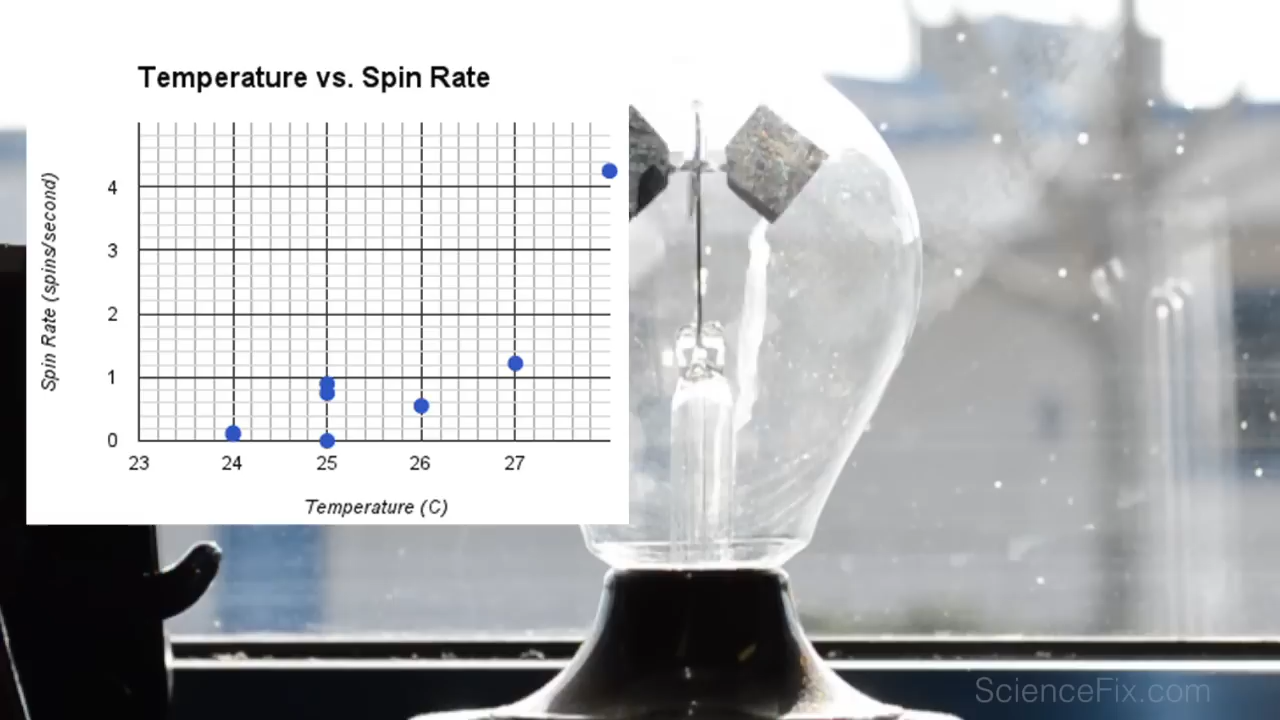 Temperature vs. Spin Rate
Spin Rate (spins/second)
4
3
2
1
0
23 24 25 26 27
Temperature (C)
ScienceFix.com